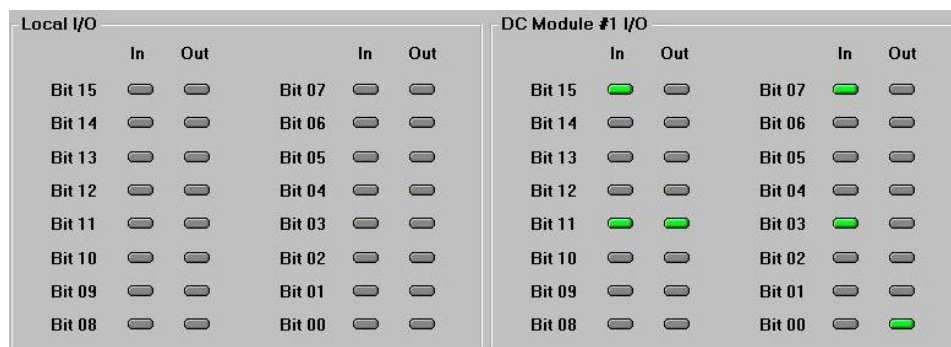 Local I/O DC Module #1 I/O
In Out In Out In Out In Out
Bit 15 Bit 07 Bit 15 Bit 07
Bit 14 Bit 06 Bit 14 Bit 06
Bit 13 Bit 05 Bit 13 Bit 05
Bit 12 Bit 04 Bit 12 Bit 04
Bit 11 Bit 03 Bit 11 Bit 03
Bit 10 Bit 02 Bit 10 Bit 02
Bit 09 Bit 01 Bit 09 Bit 01
Bit 08 Bit 00 Bit 08 Bit 00